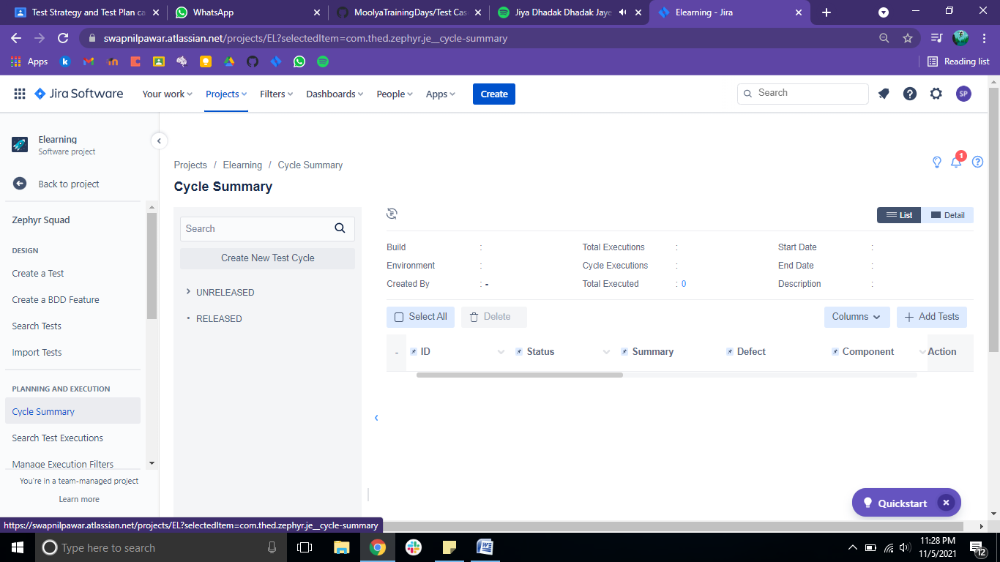 Test Strategy and Test Plan ca
WhatsApp
MoolyaTrainingDays/Test Cas
Jiya Dhadak Dhadak Jaye
Elearning - Jira
swapnilpawar.atlassian.net/projects/EL?selectedItem=com.thed.zephyr.je__cycle-summary
Apps
Reading list
Jira Software
Your work
Projects
Filters
Dashboards
People
Apps
Create
Search
SP
Elearning
Software project
Back to project
Zephyr Squad
DESIGN
Create a Test
Create a BDD Feature
Search Tests
Import Tests
PLANNING AND EXECUTION
Cycle Summary
Search Test Executions
Manage Execution Filters
You're in a team-managed project
Learn more
Projects / Elearning / Cycle Summary
1
Cycle Summary
Search
Create New Test Cycle
UNRELEASED
RELEASED
List
Detail
Build :
Total Executions :
Start Date :
Environment :
Cycle Executions :
End Date :
Created By : -
Total Executed : 0
Description :
Select All
Delete
Columns
Add Tests
- ID Status Summary Defect Component Action
Quickstart
https://swapnilpawar.atlassian.net/projects/EL?selectedItem=com.thed.zephyr.je__cycle-summary
Type here to search
11:28 PM
11/5/2021
12